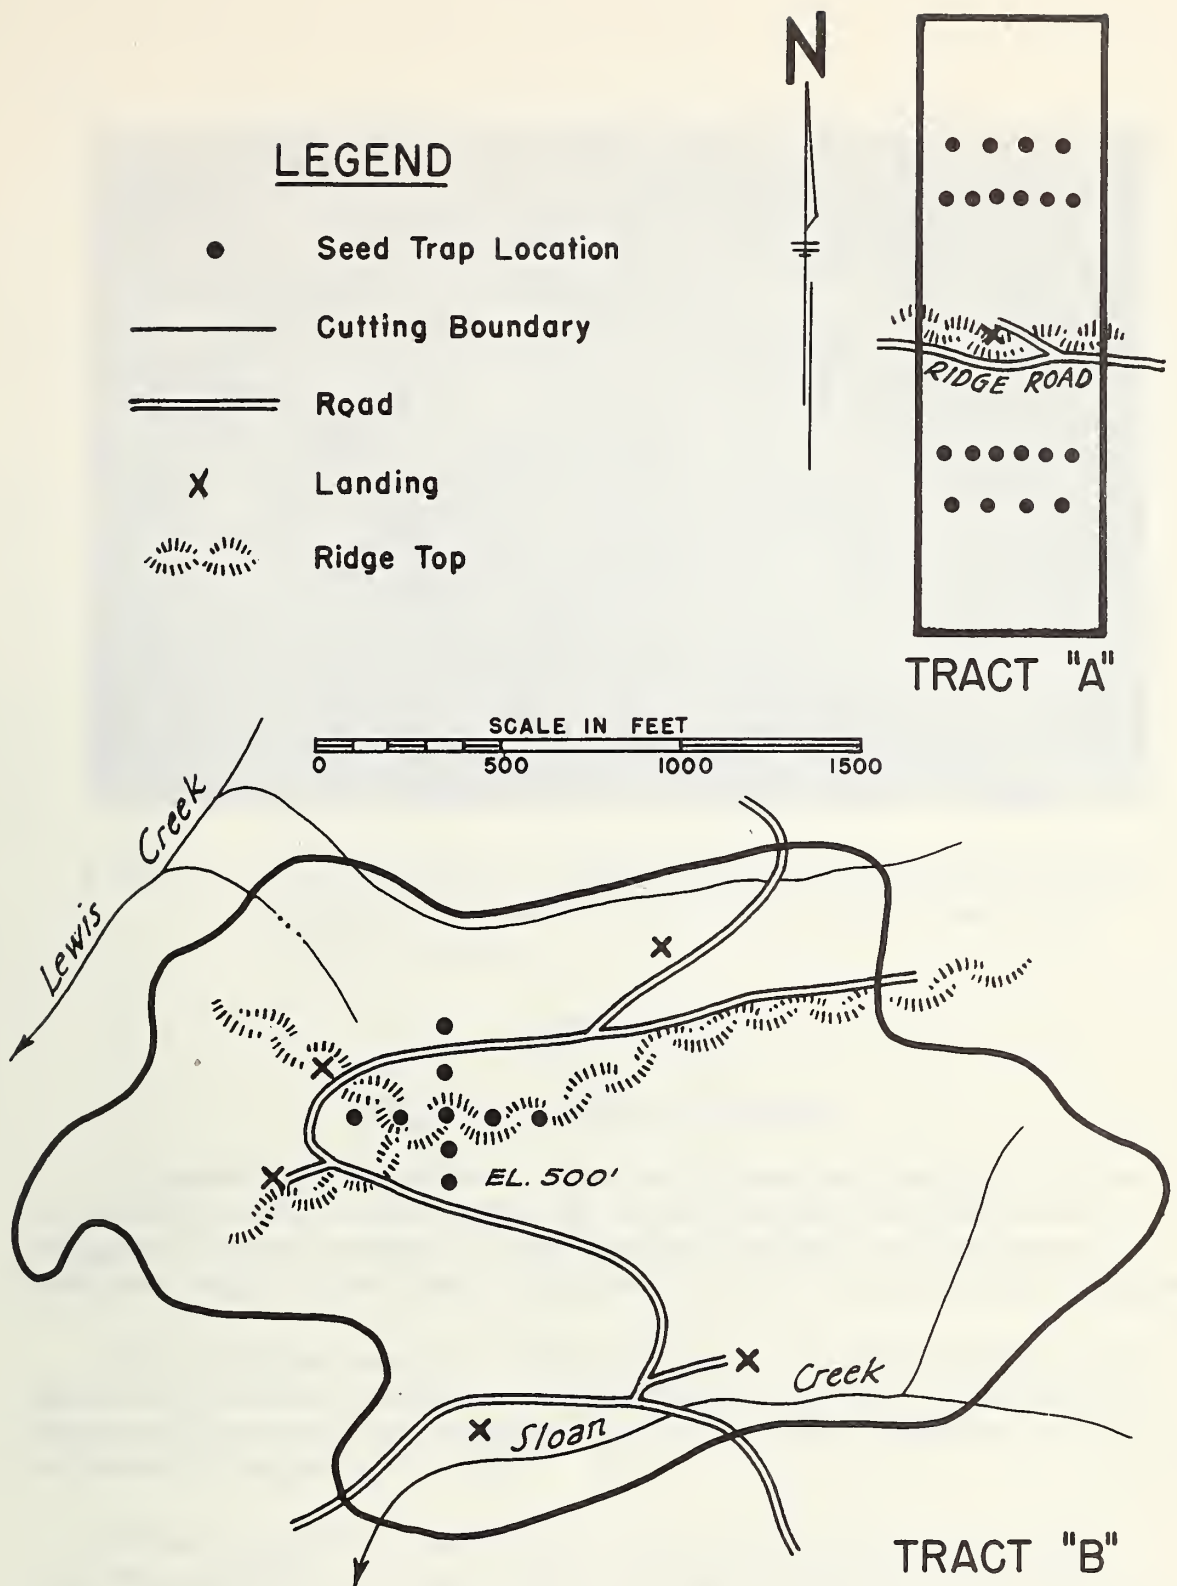 N
LEGEND
Seed Trap Location
Cutting Boundary
Road
X Landing
Ridge Top
X
RIDGE ROAD
TRACT "A"
SCALE IN FEET
0 500 1000 1500
Lewis Creek
X
X
X
EL. 500'
X
X
Sloan Creek
TRACT "B"